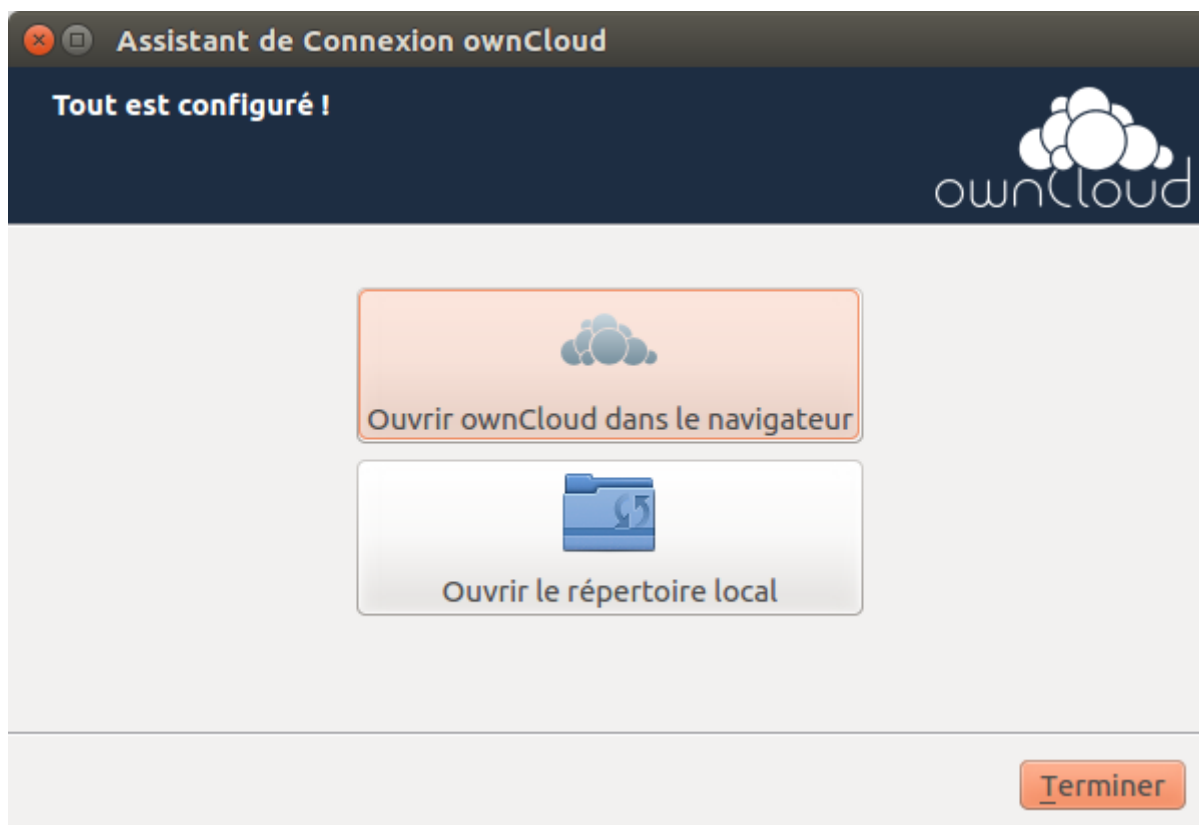 Assistant de Connexion ownCloud
Tout est configuré !
ownCloud
Ouvrir ownCloud dans le navigateur
Ouvrir le répertoire local
Terminer